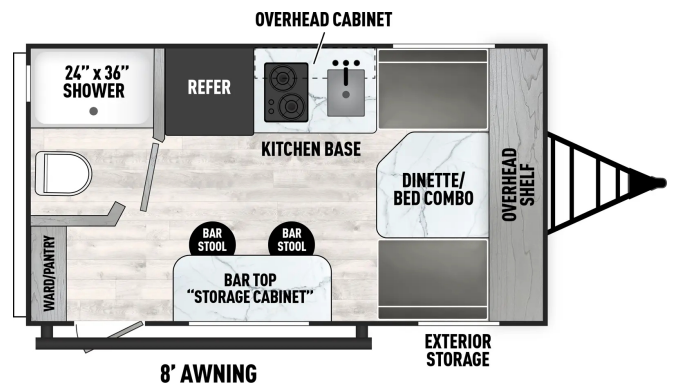 OVERHEAD CABINET
24” x 36”
SHOWER
REFER
KITCHEN BASE
DINETTE/
BED COMBO
OVERHEAD
SHELF
BAR
STOOL
BAR
STOOL
WARD/PANTRY
BAR TOP
“STORAGE CABINET”
EXTERIOR
STORAGE
8’ AWNING